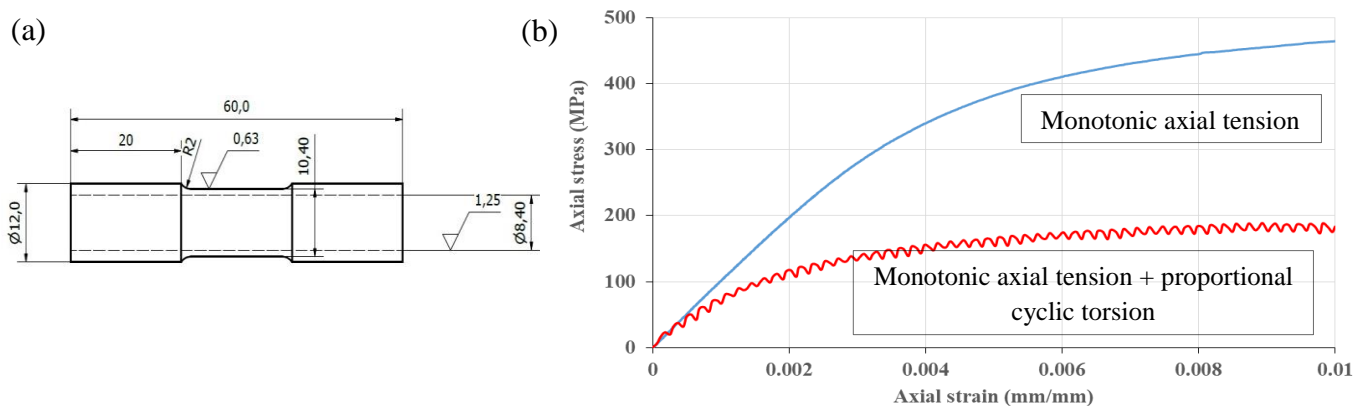 (a)
60,0
20
R2
0,63
10,40
1,25
Ø12,0
Ø8,40
(b)
500
400
300
200
100
0
Axial stress (MPa)
Monotonic axial tension
Monotonic axial tension + proportional
cyclic torsion
0
0.002
0.004
0.006
0.008
0.01
Axial strain (mm/mm)